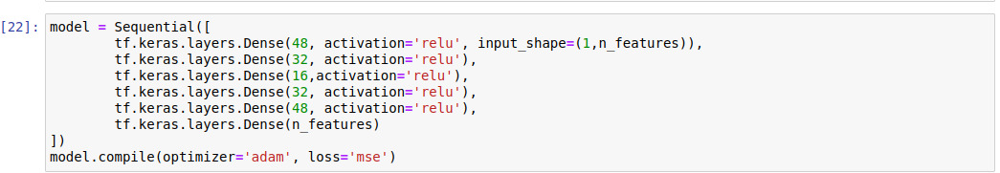 [22]: model = Sequential([
        tf.keras.layers.Dense(48, activation='relu', input_shape=(1,n_features)),
        tf.keras.layers.Dense(32, activation='relu'),
        tf.keras.layers.Dense(16,activation='relu'),
        tf.keras.layers.Dense(32, activation='relu'),
        tf.keras.layers.Dense(48, activation='relu'),
        tf.keras.layers.Dense(n_features)
])
model.compile(optimizer='adam', loss='mse')